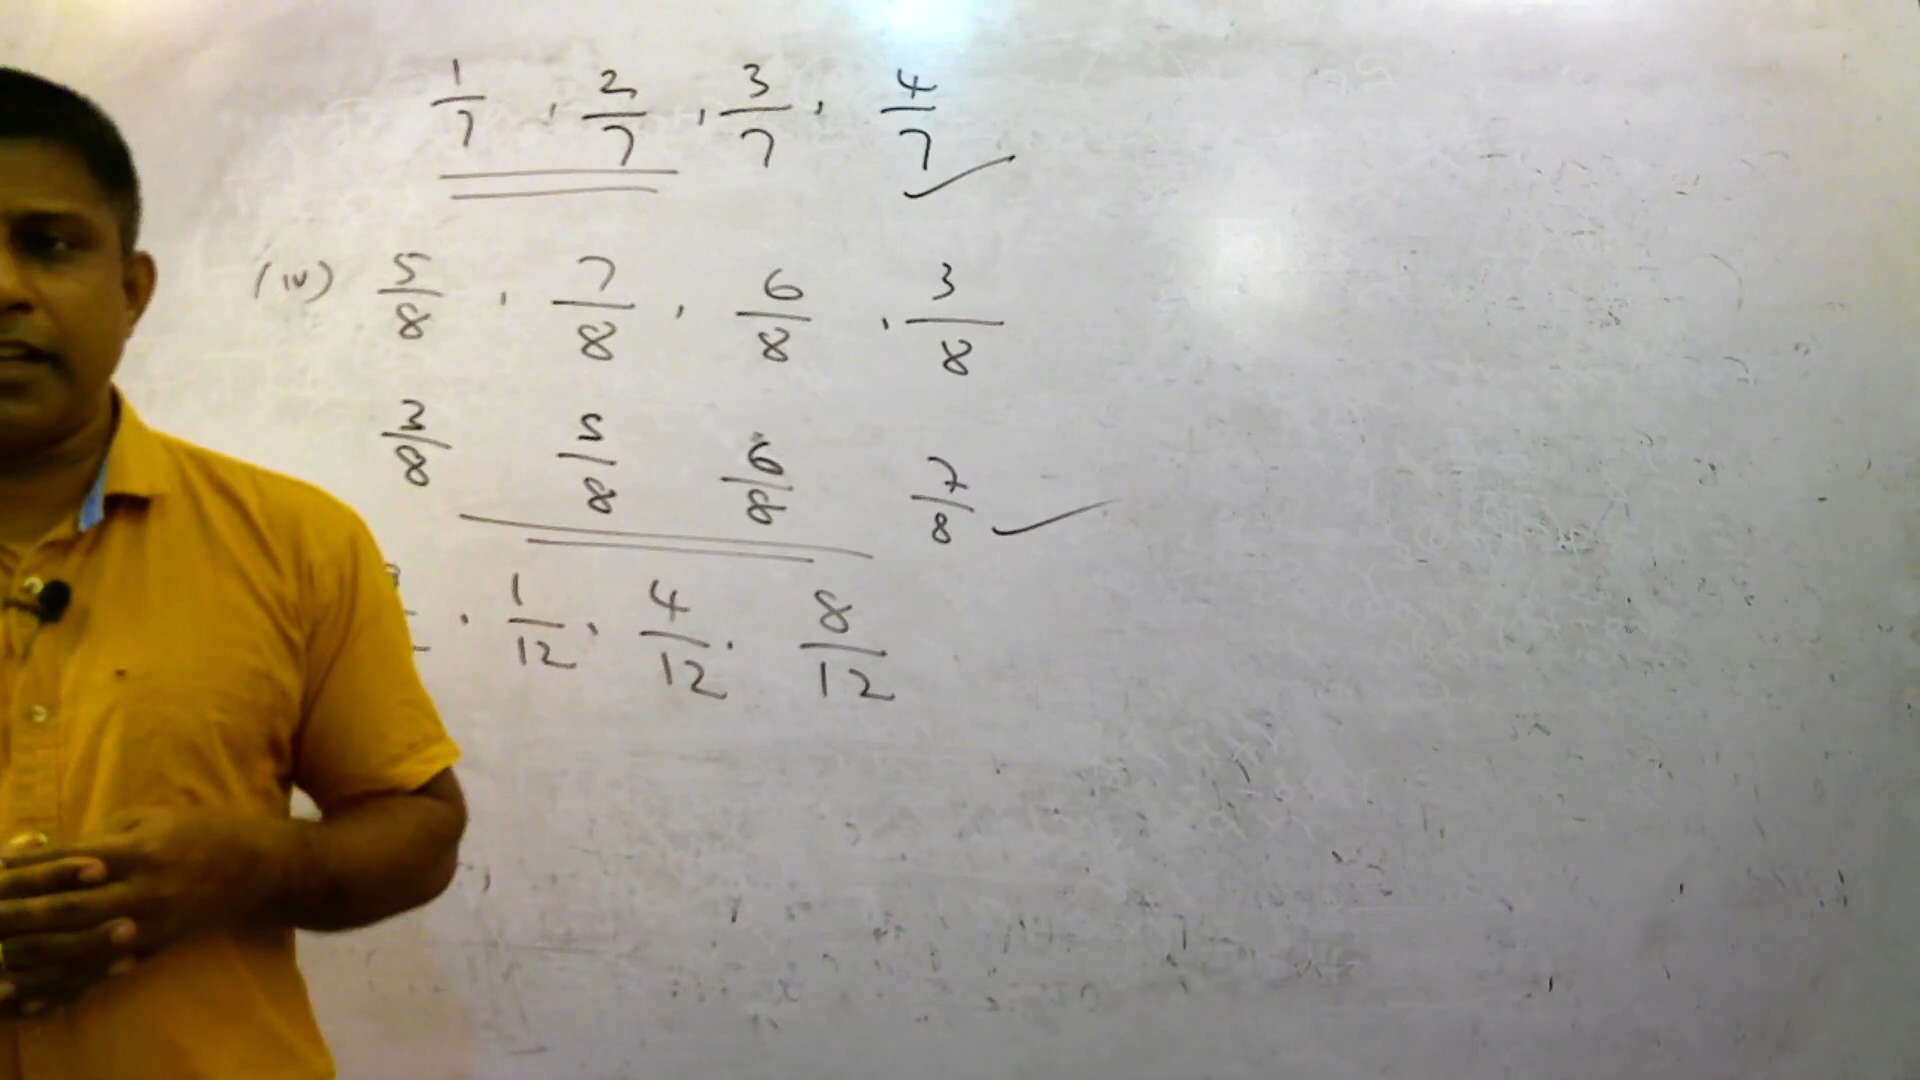 1/7 , 2/7 , 3/7 , 4/7
(iv) 5/8 , 7/8 , 6/8 , 3/8
3/8 5/8 6/8 7/8
, 1/12 , 4/12 , 8/12